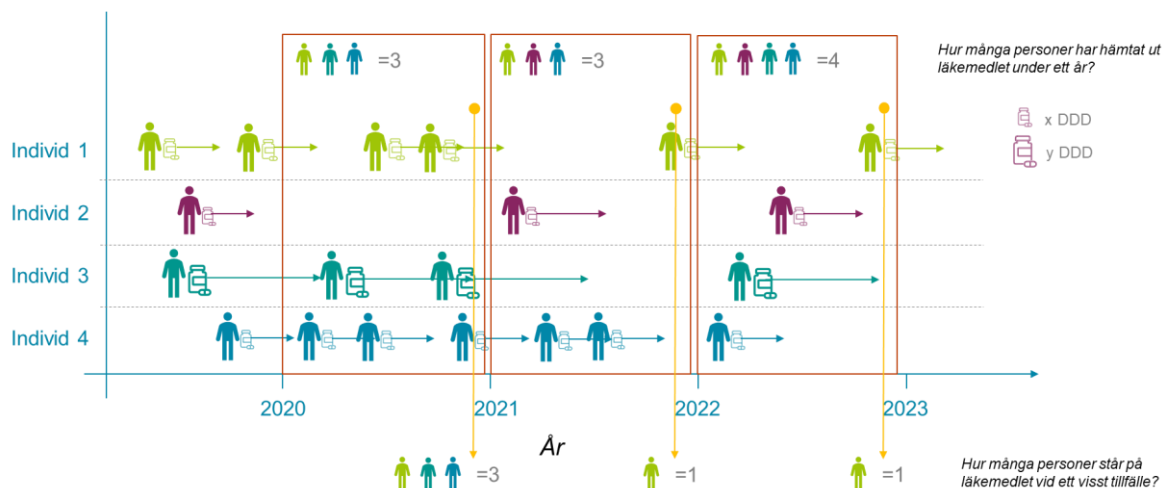 =3
=3
=4
Hur många personer har hämtat ut
läkemedlet under ett år?
x DDD
y DDD
Individ 1
Individ 2
Individ 3
Individ 4
2020
2021
2022
2023
År
=3
=1
=1
Hur många personer står på
läkemedlet vid ett visst tillfälle?